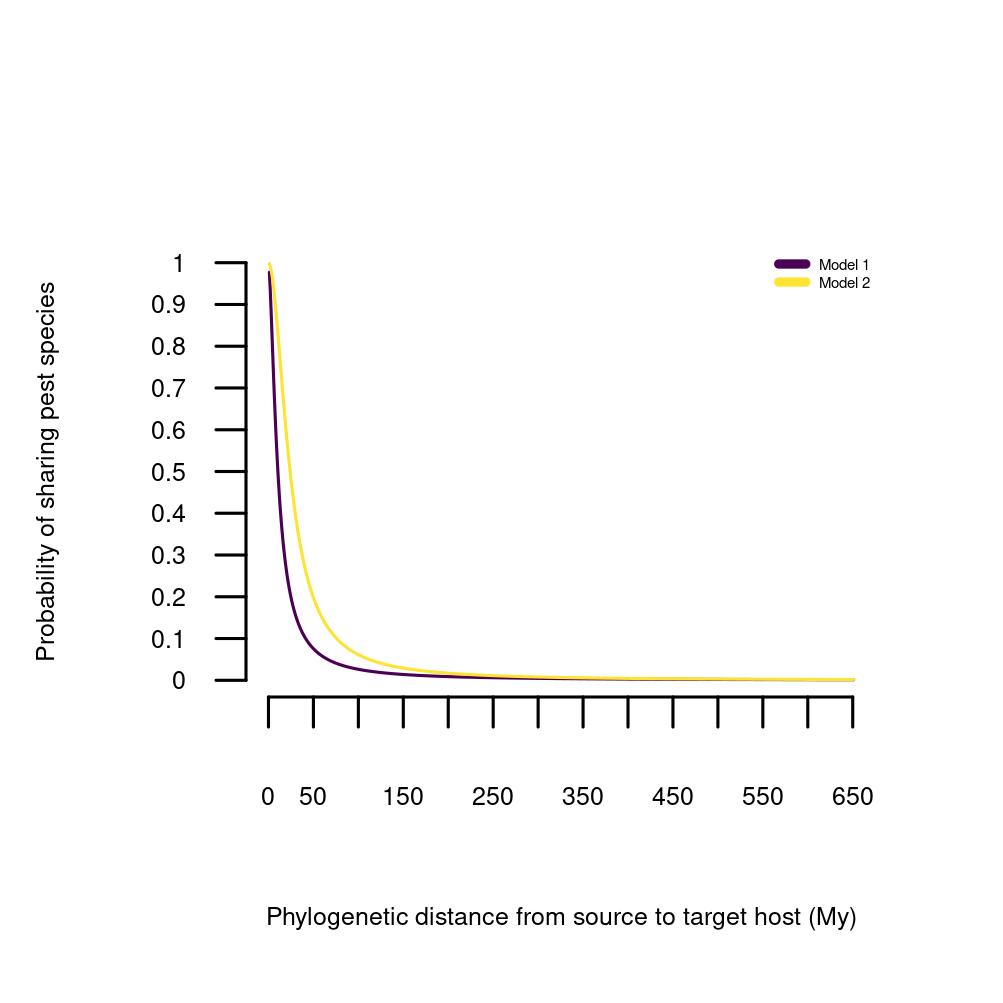 Probability of sharing pest species
1
0.9
0.8
0.7
0.6
0.5
0.4
0.3
0.2
0.1
0
Model 1
Model 2
0 50 150 250 350 450 550 650
Phylogenetic distance from source to target host (My)